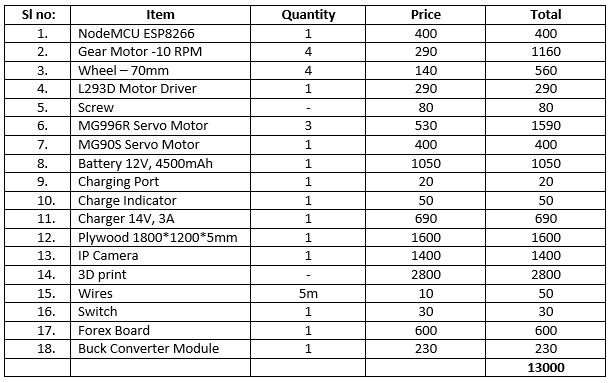 Sl no: Item Quantity Price Total
1. NodeMCU ESP8266 1 400 400
2. Gear Motor -10 RPM 4 290 1160
3. Wheel – 70mm 4 140 560
4. L293D Motor Driver 1 290 290
5. Screw - 80 80
6. MG996R Servo Motor 3 530 1590
7. MG90S Servo Motor 1 400 400
8. Battery 12V, 4500mAh 1 1050 1050
9. Charging Port 1 20 20
10. Charge Indicator 1 50 50
11. Charger 14V, 3A 1 690 690
12. Plywood 1800*1200*5mm 1 1600 1600
13. IP Camera 1 1400 1400
14. 3D print - 2800 2800
15. Wires 5m 10 50
16. Switch 1 30 30
17. Forex Board 1 600 600
18. Buck Converter Module 1 230 230
13000